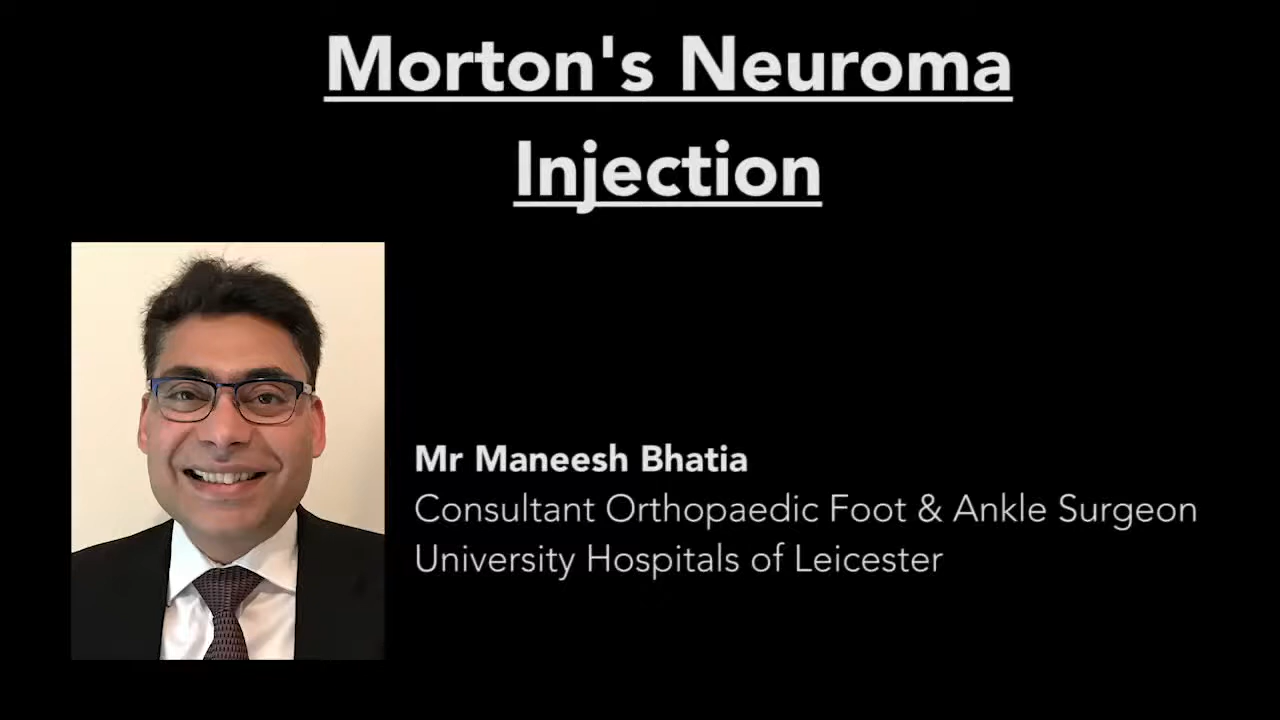 Morton's Neuroma
Injection
Mr Maneesh Bhatia
Consultant Orthopaedic Foot & Ankle Surgeon
University Hospitals of Leicester